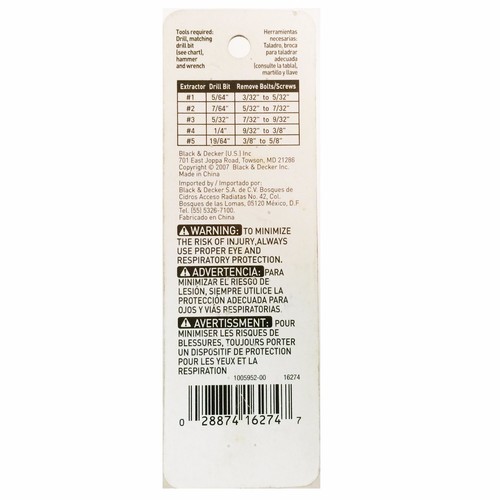 Tools required:
Drill, matching
drill bit
(see chart),
hammer
and wrench
Herramientas
necesarias:
Taladro, broca
para taladrar
adecuada
(consulte la tabla),
martillo y llave
Extractor Drill Bit Remove Bolts/Screws
#1 5/64" 3/32" to 5/32"
#2 7/64" 5/32" to 7/32"
#3 5/32" 7/32" to 9/32"
#4 1/4" 9/32" to 3/8"
#5 19/64" 3/8" to 5/8"
Black & Decker (U.S.) Inc.
701 East Joppa Road, Towson, MD 21286
Copyright © 2007 Black & Decker Inc.
Made in China
Imported by / Importado por:
Black & Decker S.A. de C.V. Bosques de
Cidros Acceso Radiatas No. 42, Col.
Bosques de las Lomas, 05120 México, D.F
Tel. (55) 5326-7100.
Fabricado en China
WARNING: TO MINIMIZE
THE RISK OF INJURY,ALWAYS
USE PROPER EYE AND
RESPIRATORY PROTECTION.
ADVERTENCIA: PARA
MINIMIZAR EL RIESGO DE
LESIÓN, SIEMPRE UTILICE LA
PROTECCIÓN ADECUADA PARA
OJOS Y VIÁS RESPIRATORIAS.
AVERTISSMENT: POUR
MINIMISER LES RISQUES DE
BLESSURES, TOUJOURS PORTER
UN DISPOSITIF DE PROTECTION
POUR LES YEUX ET LA
RESPIRATION
1005952-00 16274
0 28874 16274 7